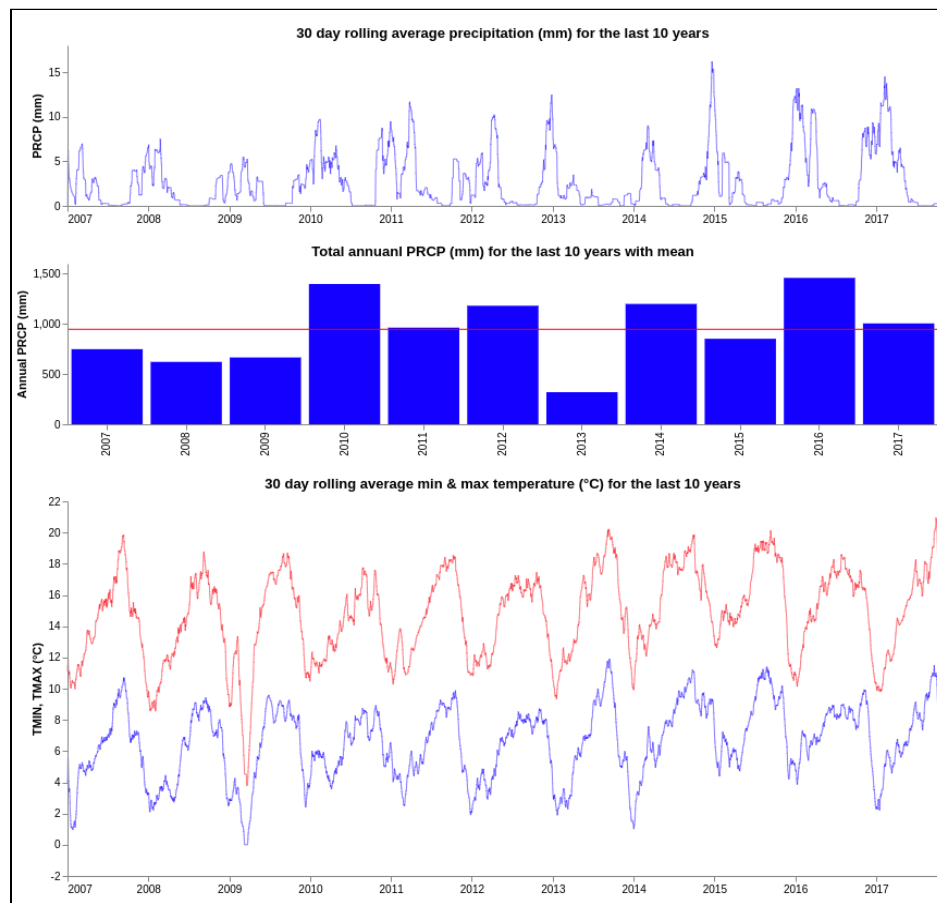 30 day rolling average precipitation (mm) for the last 10 years
PRCP (mm)
15
10
5
0
2007 2008 2009 2010 2011 2012 2013 2014 2015 2016 2017
Total annuanl PRCP (mm) for the last 10 years with mean
Annual PRCP (mm)
1,500
1,000
500
0
2007 2008 2009 2010 2011 2012 2013 2014 2015 2016 2017
30 day rolling average min & max temperature (°C) for the last 10 years
TMIN, TMAX (°C)
22
20
18
16
14
12
10
8
6
4
2
0
-2
2007 2008 2009 2010 2011 2012 2013 2014 2015 2016 2017